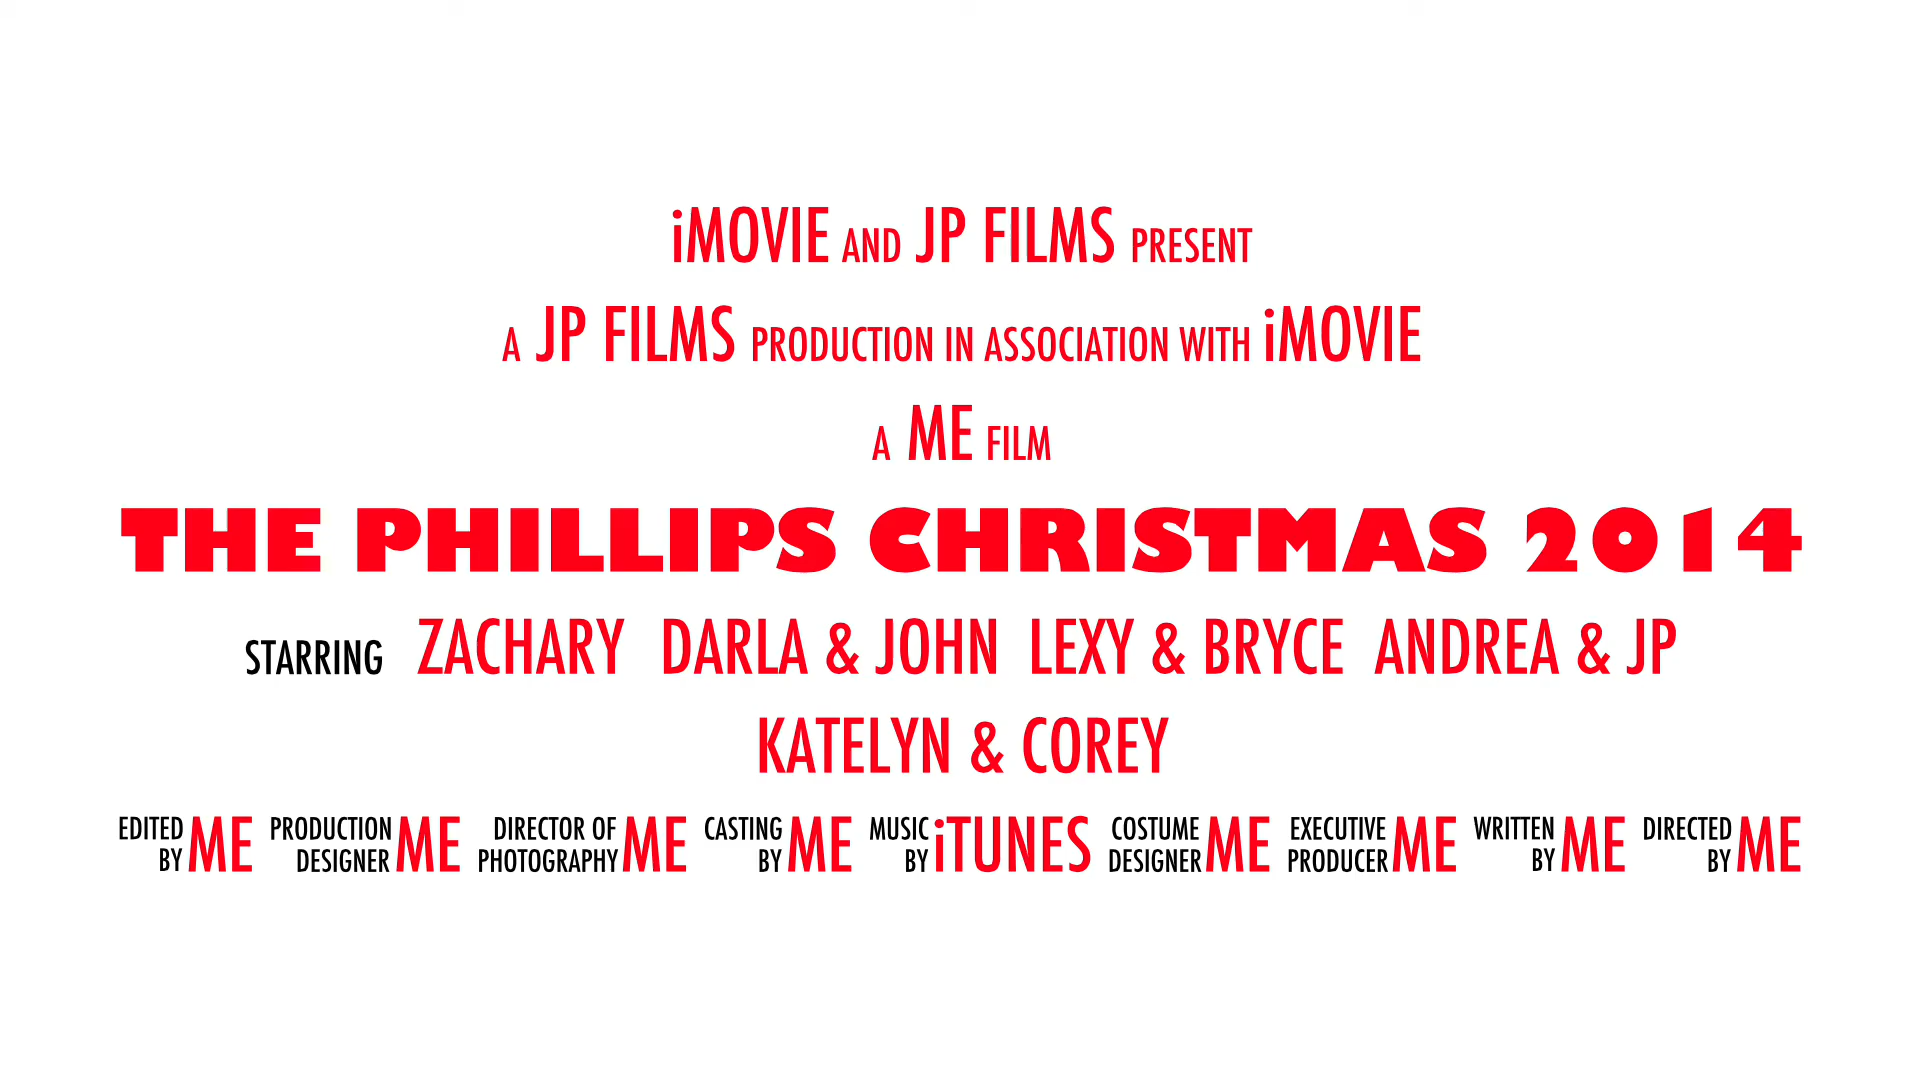 iMOVIE AND JP FILMS PRESENT
A JP FILMS PRODUCTION IN ASSOCIATION WITH iMOVIE
A ME FILM
THE PHILLIPS CHRISTMAS 2014
STARRING ZACHARY DARLA & JOHN LEXY & BRYCE ANDREA & JP
KATELYN & COREY
EDITED BY ME PRODUCTION DESIGNER ME DIRECTOR OF PHOTOGRAPHY ME CASTING BY ME MUSIC BY iTUNES COSTUME DESIGNER ME EXECUTIVE PRODUCER ME WRITTEN BY ME DIRECTED BY ME